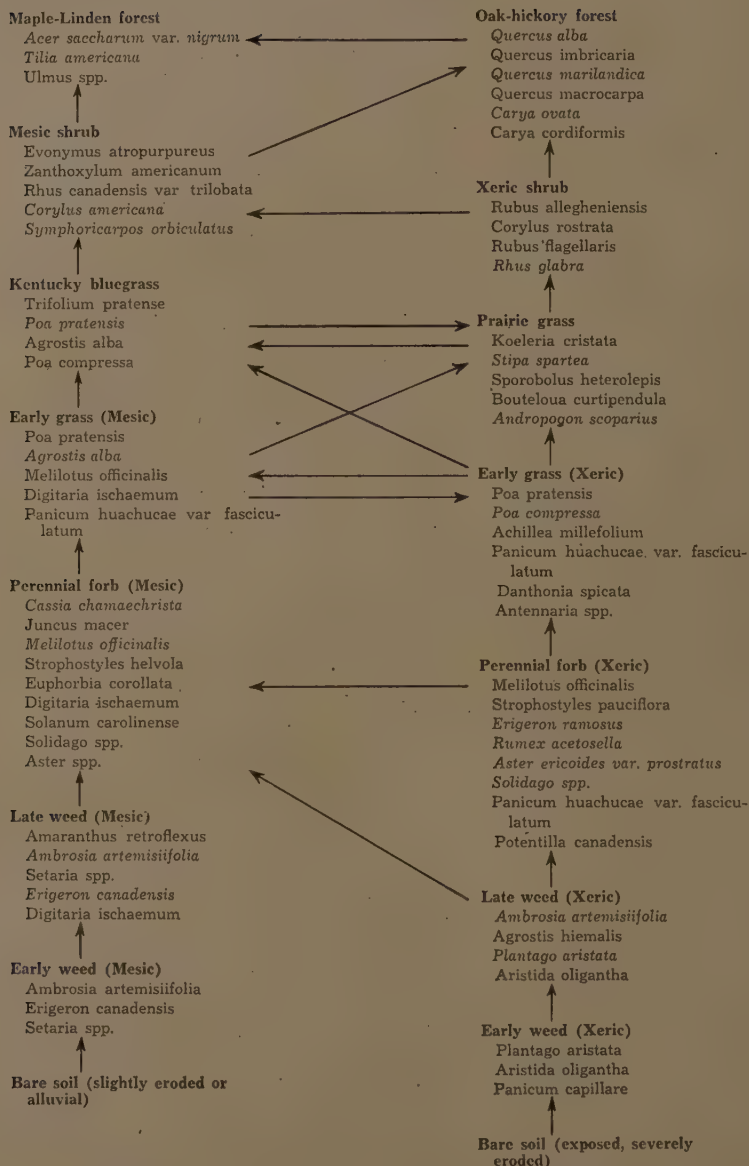 Maple-Linden forest
Acer saccharum var. nigrum
Tilia americana
Ulmus spp.
Mesic shrub
Evonymus atropurpureus
Zanthoxylum americanum
Rhus canadensis var trilobata
Corylus americana
Symphoricarpos orbiculatus
Kentucky bluegrass
Trifolium pratense
Poa pratensis
Agrostis alba
Poa compressa
Early grass (Mesic)
Poa pratensis
Agrostis alba
Melilotus officinalis
Digitaria ischaemum
Panicum huachucae var fascicu-
latum
Perennial forb (Mesic)
Cassia chamaechrista
Juncus macer
Melilotus officinalis
Strophostyles helvola
Euphorbia corollata
Digitaria ischaemum
Solanum carolinense
Solidago spp.
Aster spp.
Late weed (Mesic)
Amaranthus retroflexus
Ambrosia artemisiifolia
Setaria spp.
Erigeron canadensis
Digitaria ischaemum
Early weed (Mesic)
Ambrosia artemisiifolia
Erigeron canadensis
Setaria spp.
Bare soil (slightly eroded or
alluvial)
Oak-hickory forest
Quercus alba
Quercus imbricaria
Quercus marilandica
Quercus macrocarpa
Carya ovata
Carya cordiformis
Xeric shrub
Rubus allegheniensis
Corylus rostrata
Rubus flagellaris
Rhus glabra
Prairie grass
Koeleria cristata
Stipa spartea
Sporobolus heterolepis
Bouteloua curtipendula
Andropogon scoparius
Early grass (Xeric)
Poa pratensis
Poa compressa
Achillea millefolium
Panicum huachucae. var. fascicu-
latum
Danthonia spicata
Antennaria spp.
Perennial forb (Xeric)
Melilotus officinalis
Strophostyles pauciflora
Erigeron ramosus
Rumex acetosella
Aster ericoides var. prostratus
Solidago spp.
Panicum huachucae var. fascicu-
latum
Potentilla canadensis
Late weed (Xeric)
Ambrosia artemisiifolia
Agrostis hiemalis
Plantago aristata
Aristida oligantha
Early weed (Xeric)
Plantago aristata
Aristida oligantha
Panicum capillare
Bare soil (exposed, severely
eroded)